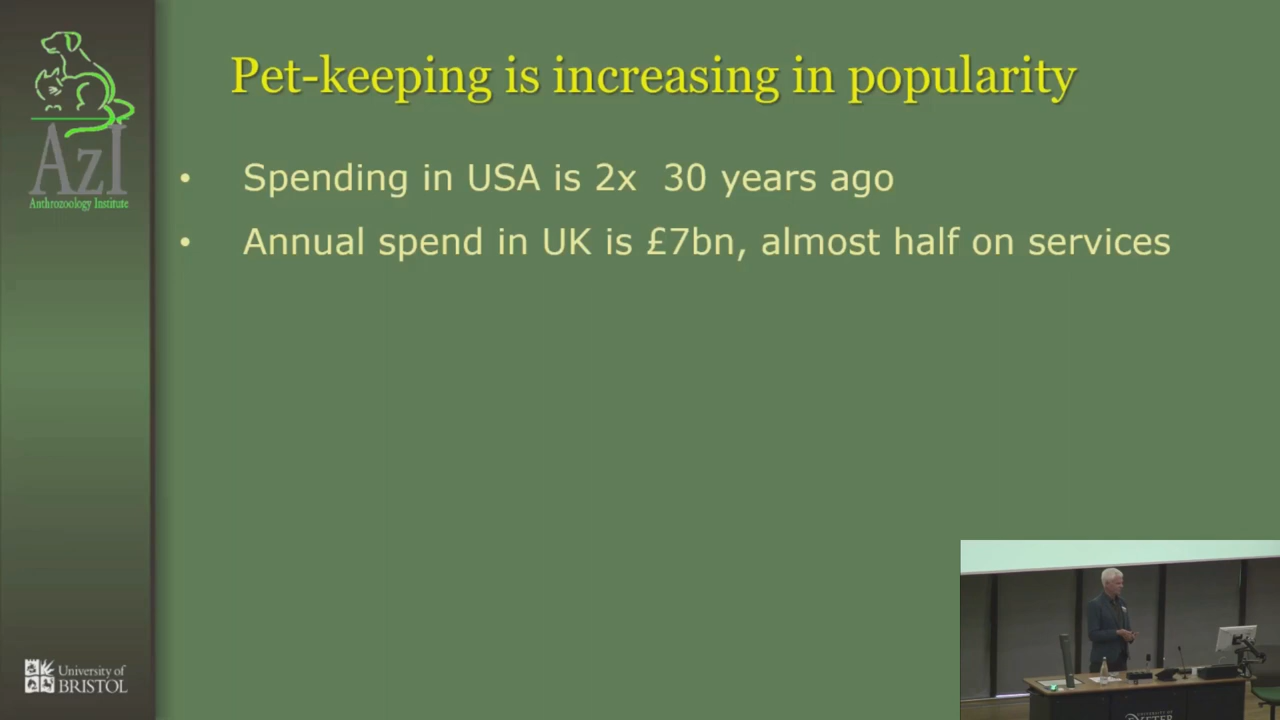 Pet-keeping is increasing in popularity
AzI
Anthrozoology Institute
• Spending in USA is 2x 30 years ago
• Annual spend in UK is £7bn, almost half on services
University of
BRISTOL